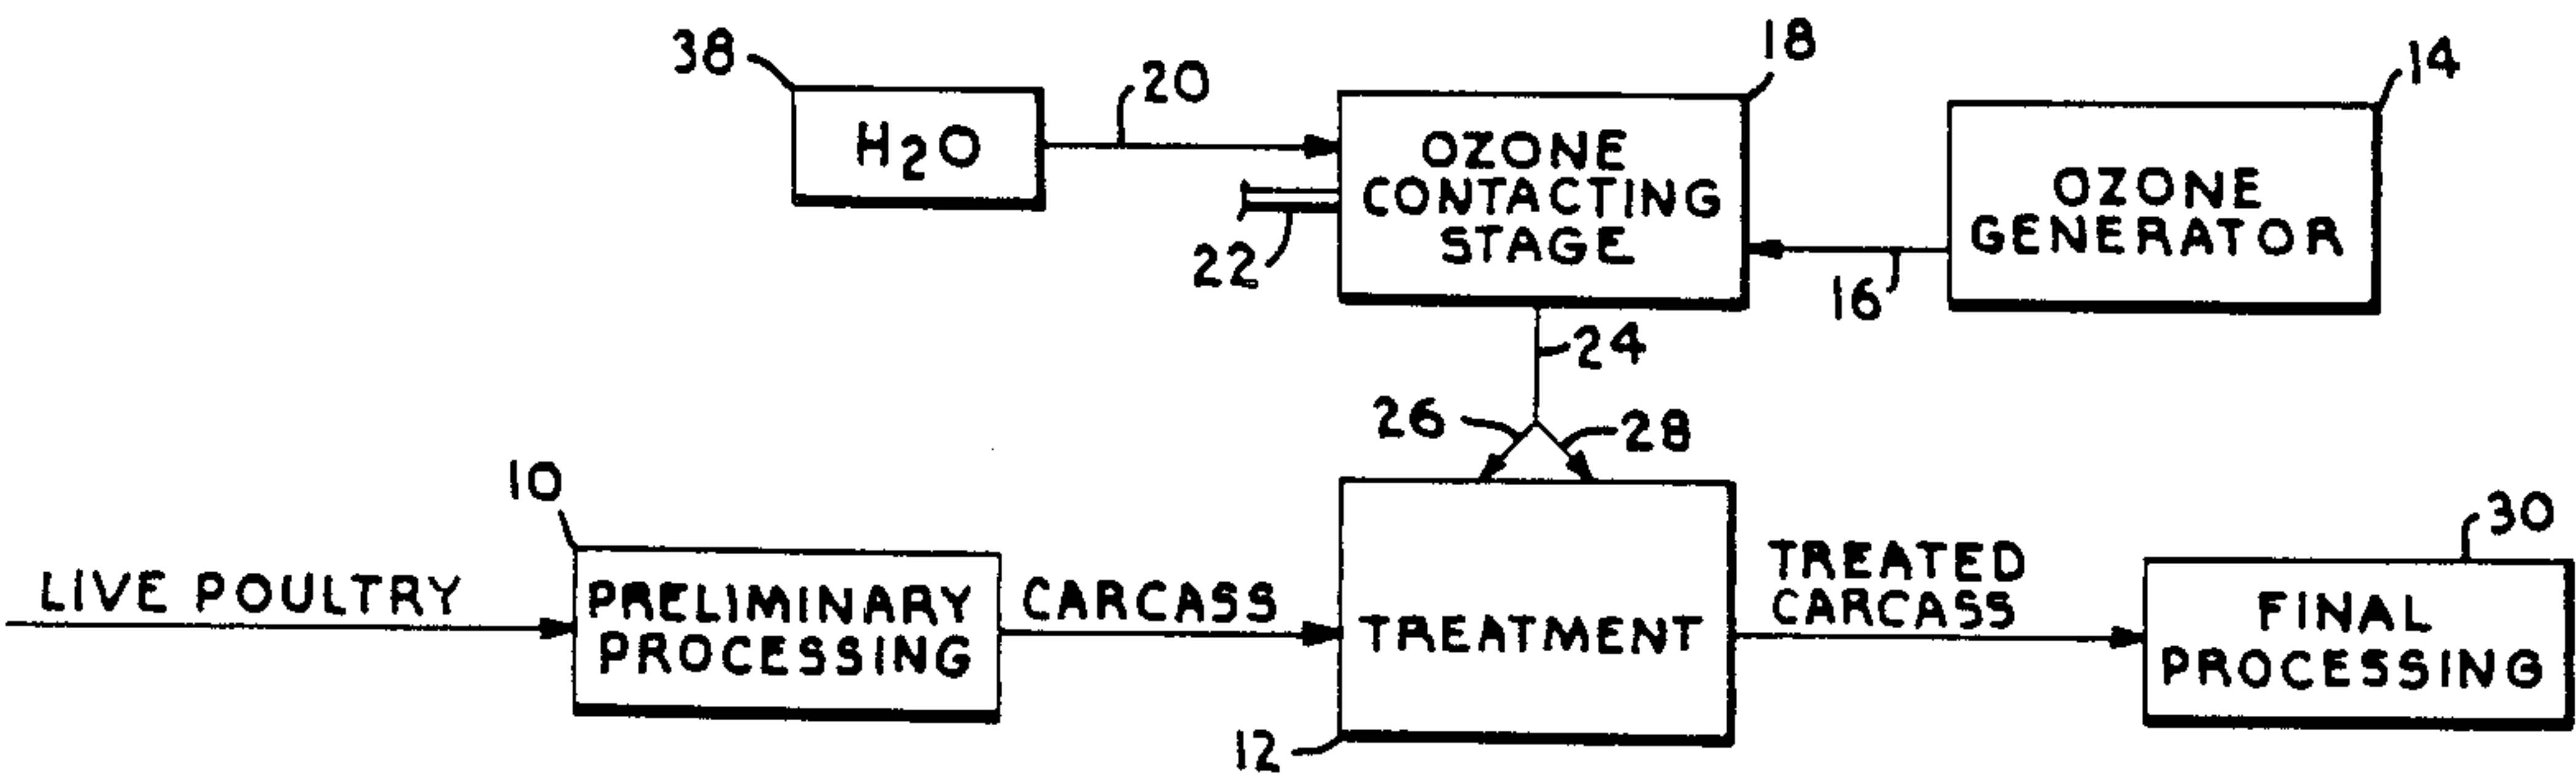 38
20
18
14
H2O
OZONE
CONTACTING
STAGE
OZONE
GENERATOR
22
16
24
26
28
10
30
LIVE POULTRY
PRELIMINARY
PROCESSING
CARCASS
TREATMENT
TREATED
CARCASS
FINAL
PROCESSING
12